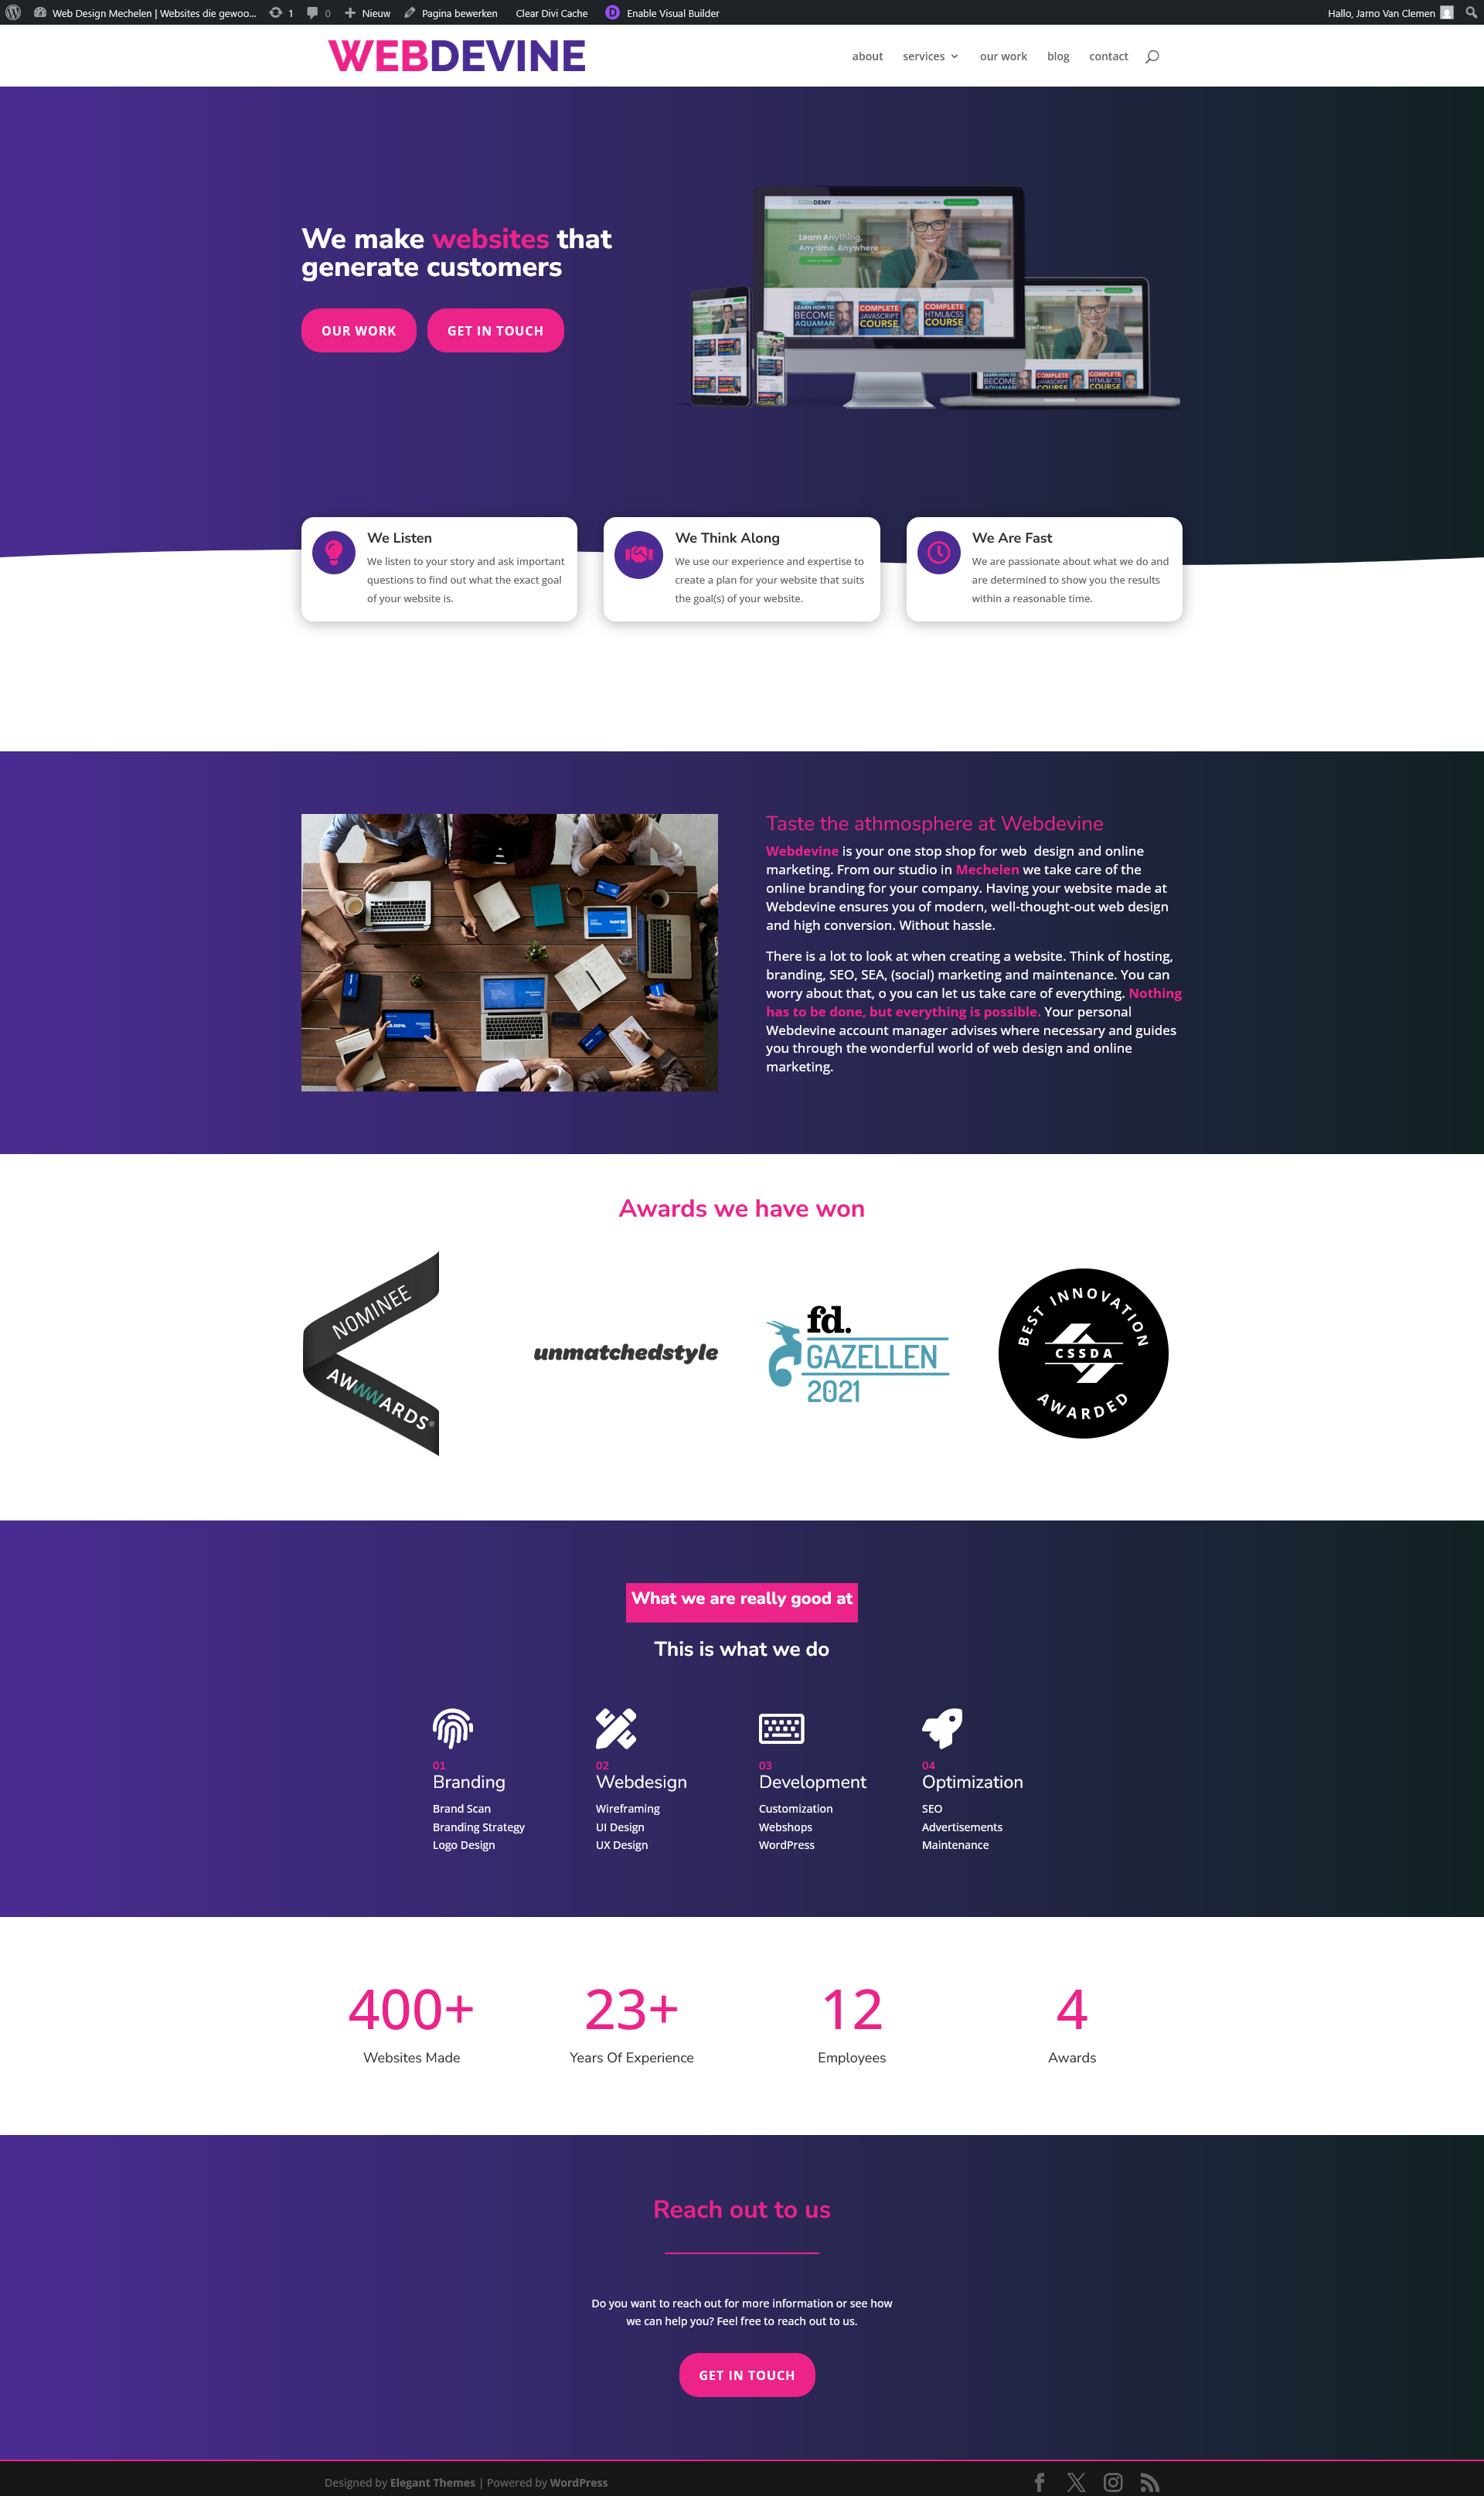 Web Design Mechelen | Websites die gewoo... 1 0 Nieuw Pagina bewerken Clear Divi Cache Enable Visual Builder Hallo, Jarno Van Clemen
WEBDEVINE
about services our work blog contact
We make websites that
generate customers
OUR WORK GET IN TOUCH
Learn Anything,
Anytime, Anywhere
LEARN HOW TO
BECOME
AQUAMAN
COMPLETE
JAVASCRIPT
COURSE
COMPLETE
HTML&CSS
COURSE
We Listen
We listen to your story and ask important
questions to find out what the exact goal
of your website is.
We Think Along
We use our experience and expertise to
create a plan for your website that suits
the goal(s) of your website.
We Are Fast
We are passionate about what we do and
are determined to show you the results
within a reasonable time.
Taste the athmosphere at Webdevine
Webdevine is your one stop shop for web  design and online
marketing. From our studio in Mechelen we take care of the
online branding for your company. Having your website made at
Webdevine ensures you of modern, well-thought-out web design
and high conversion. Without hassle.
There is a lot to look at when creating a website. Think of hosting,
branding, SEO, SEA, (social) marketing and maintenance. You can
worry about that, o you can let us take care of everything. Nothing
has to be done, but everything is possible. Your personal
Webdevine account manager advises where necessary and guides
you through the wonderful world of web design and online
marketing.
Awards we have won
NOMINEE
AWWWARDS®
unmatchedstyle
fd.
GAZELLEN
2021
BEST INNOVATION
CSSDA
AWARDED
What we are really good at
This is what we do
01
Branding
Brand Scan
Branding Strategy
Logo Design
02
Webdesign
Wireframing
UI Design
UX Design
03
Development
Customization
Webshops
WordPress
04
Optimization
SEO
Advertisements
Maintenance
400+
Websites Made
23+
Years Of Experience
12
Employees
4
Awards
Reach out to us
Do you want to reach out for more information or see how
we can help you? Feel free to reach out to us.
GET IN TOUCH
Designed by Elegant Themes | Powered by WordPress